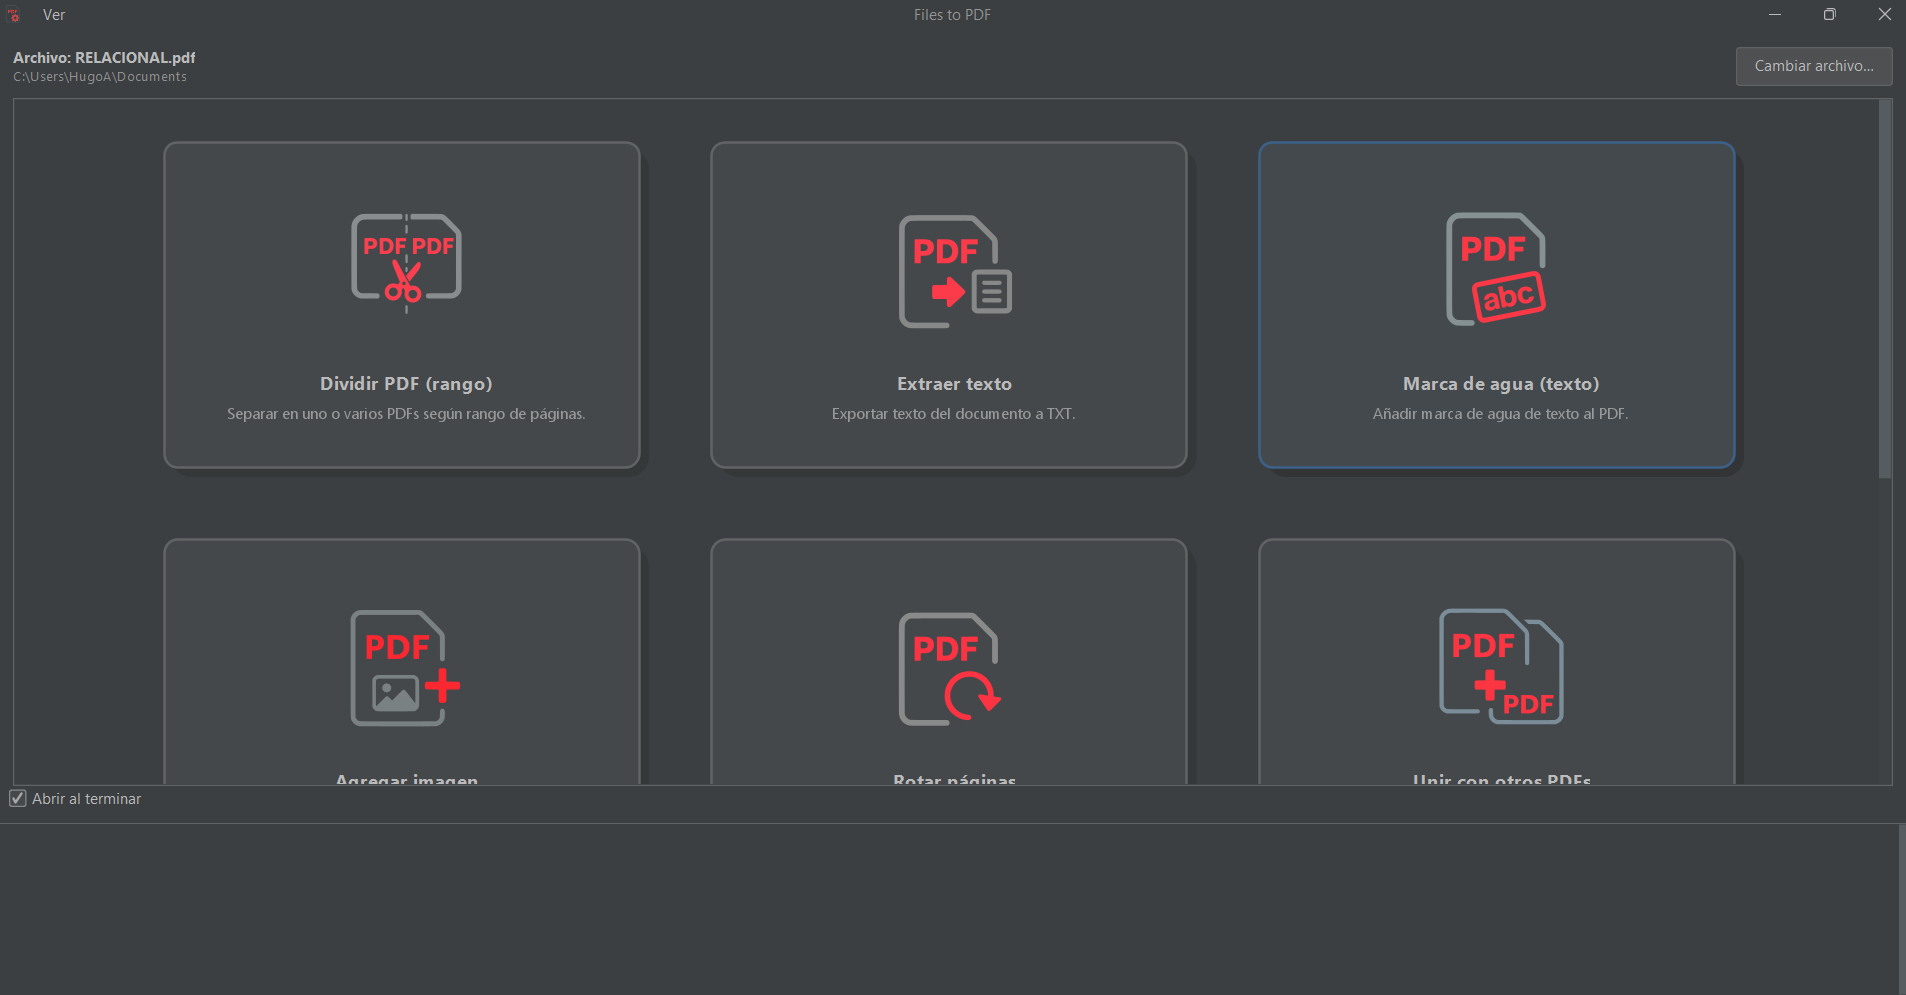 Ver
Files to PDF
Archivo: RELACIONAL.pdf
C:\Users\HugoA\Documents
Cambiar archivo...
PDF PDF
Dividir PDF (rango)
Separar en uno o varios PDFs según rango de páginas.
PDF
Extraer texto
Exportar texto del documento a TXT.
PDF
abc
Marca de agua (texto)
Añadir marca de agua de texto al PDF.
PDF
Agregar imagen
PDF
Rotar páginas
PDF
PDF
Unir con otros PDFs
Abrir al terminar